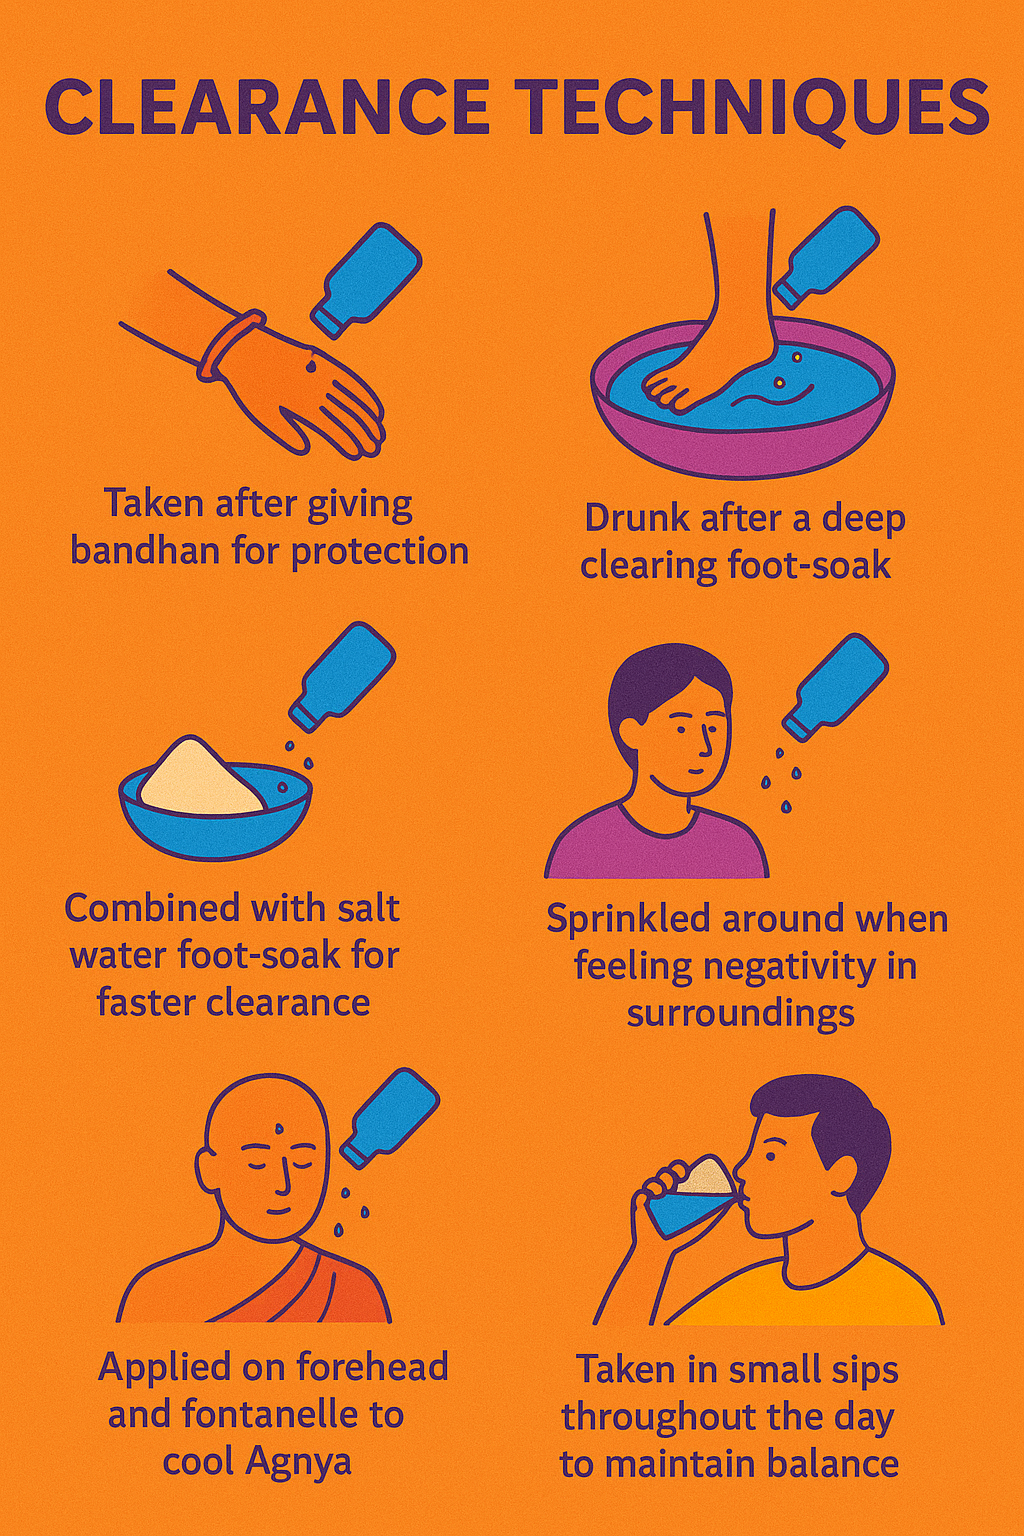 CLEARANCE TECHNIQUES
Taken after giving
bandhan for protection
Drunk after a deep
clearing foot-soak
Combined with salt
water foot-soak for
faster clearance
Sprinkled around when
feeling negativity in
surroundings
Applied on forehead
and fontanelle to
cool Agnya
Taken in small sips
throughout the day
to maintain balance